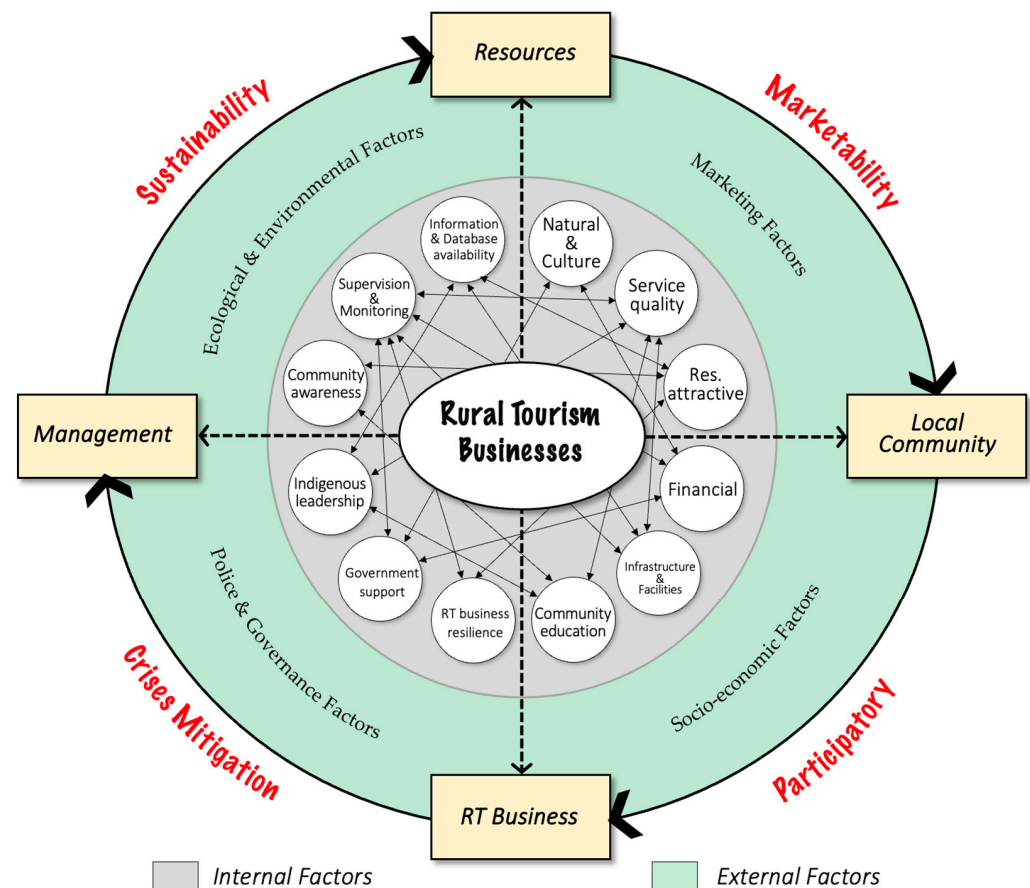 Resources
Sustainability
Marketability
Ecological & Environmental Factors
Marketing Factors
Information
& Database
availability
Natural
&
Culture
Supervision
&
Monitoring
Service
quality
Community
awareness
Res.
attractive
Rural Tourism
Businesses
Management
Local
Community
Indigenous
leadership
Financial
Government
support
Infrastructure
&
Facilities
RT business
resilience
Community
education
Police & Governance Factors
Socio-economic Factors
Crises Mitigation
Participatory
RT Business
Internal Factors
External Factors